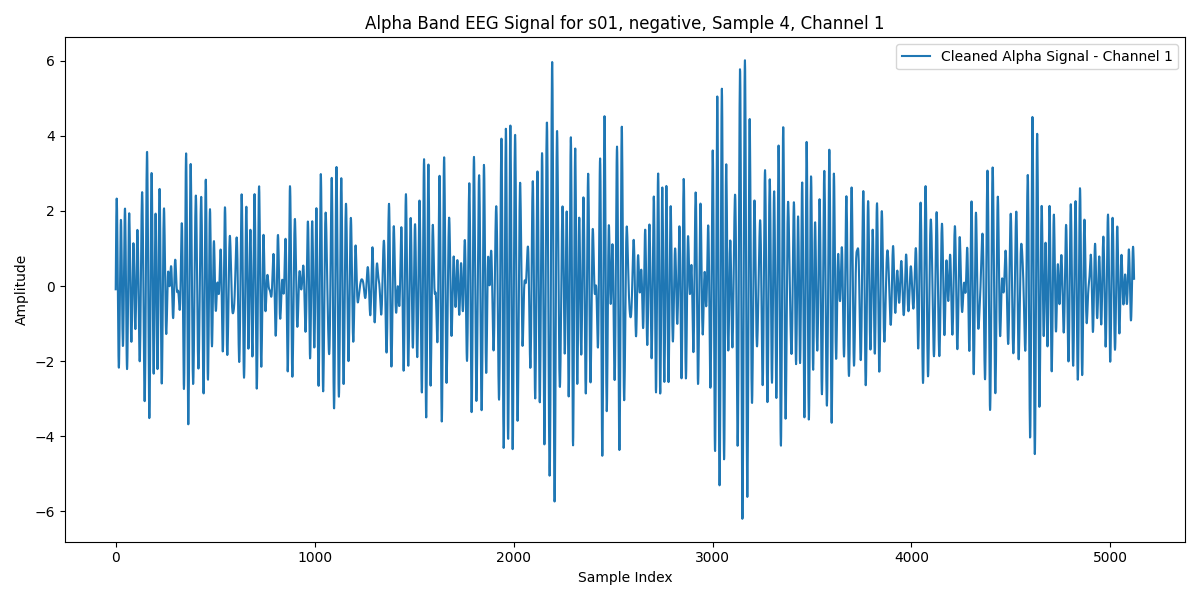 Alpha Band EEG Signal for s01, negative, Sample 4, Channel 1
Cleaned Alpha Signal - Channel 1
Amplitude
6
4
2
0
−2
−4
−6
0 1000 2000 3000 4000 5000
Sample Index